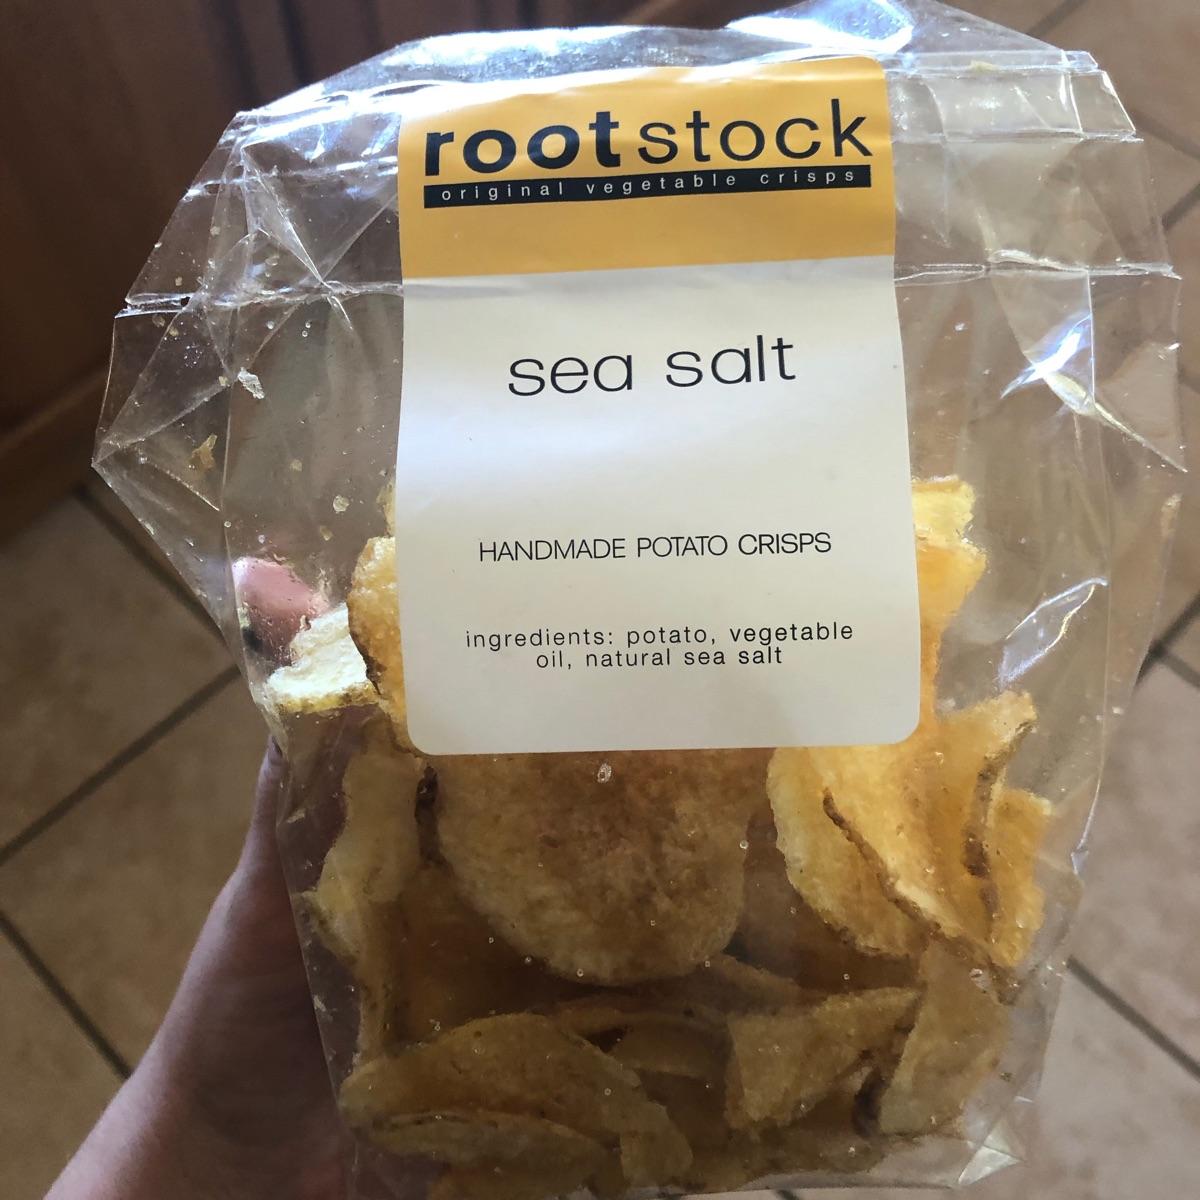 rootstock
original vegetable crisps
sea salt
HANDMADE POTATO CRISPS
ingredients: potato, vegetable
oil, natural sea salt